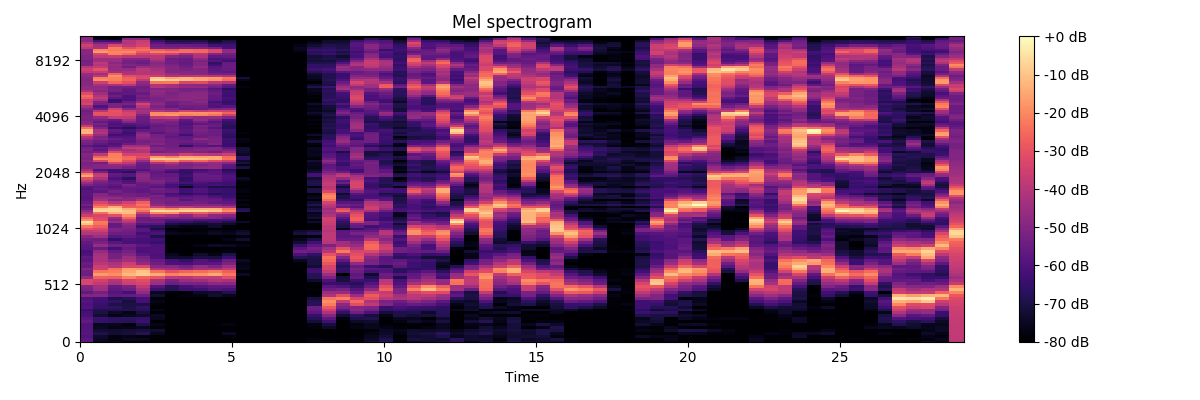 Mel spectrogram
+0 dB
8192
-10 dB
4096
-20 dB
-30 dB
2048
-40 dB
Hz
1024
-50 dB
-60 dB
512
-70 dB
0
-80 dB
0 5 10 15 20 25
Time